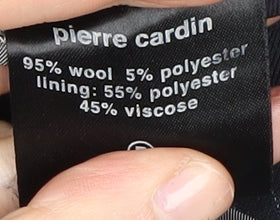 pierre cardin
95% wool 5% polyester
lining: 55% polyester
45% viscose